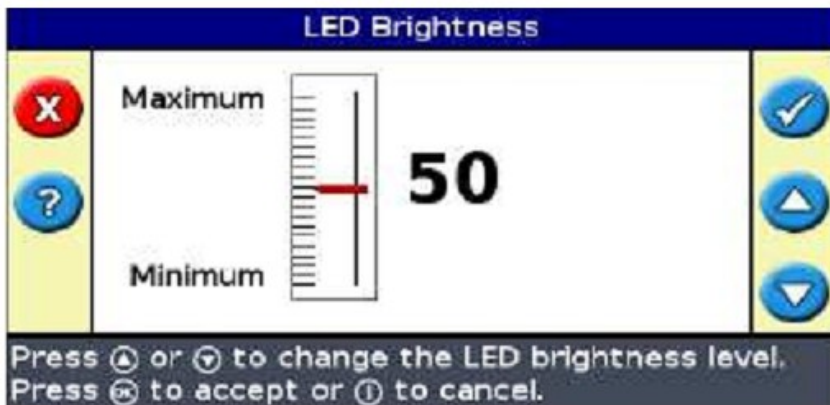 LED Brightness
X
?
Maximum
50
Minimum
Press ▲ or ▼ to change the LED brightness level.
Press OK to accept or ⓘ to cancel.